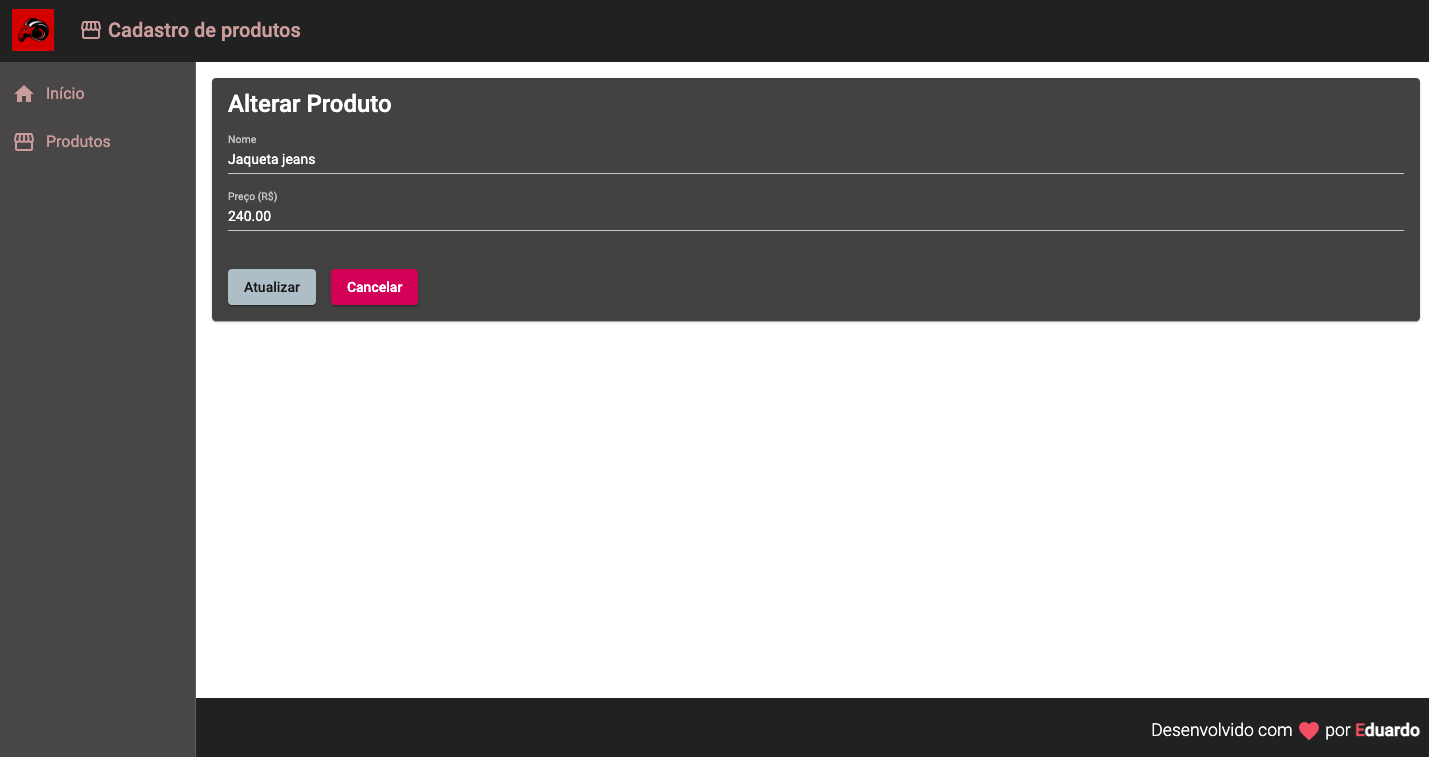 Cadastro de produtos
Início
Produtos
Alterar Produto
Nome
Jaqueta jeans
Preço (R$)
240.00
Atualizar
Cancelar
Desenvolvido com por Eduardo